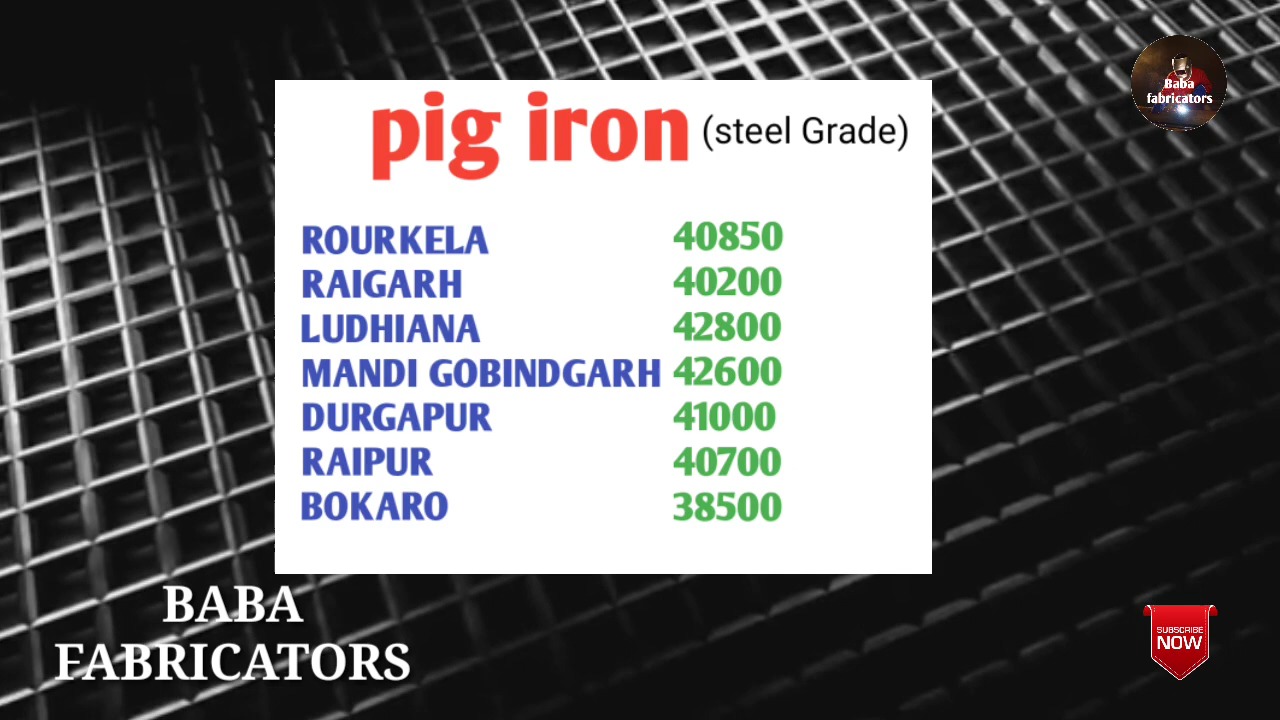 Baba
fabricators
pig iron (steel Grade)
ROURKELA 40850
RAIGARH 40200
LUDHIANA 42800
MANDI GOBINDGARH 42600
DURGAPUR 41000
RAIPUR 40700
BOKARO 38500
BABA
FABRICATORS
SUBSCRIBE
NOW